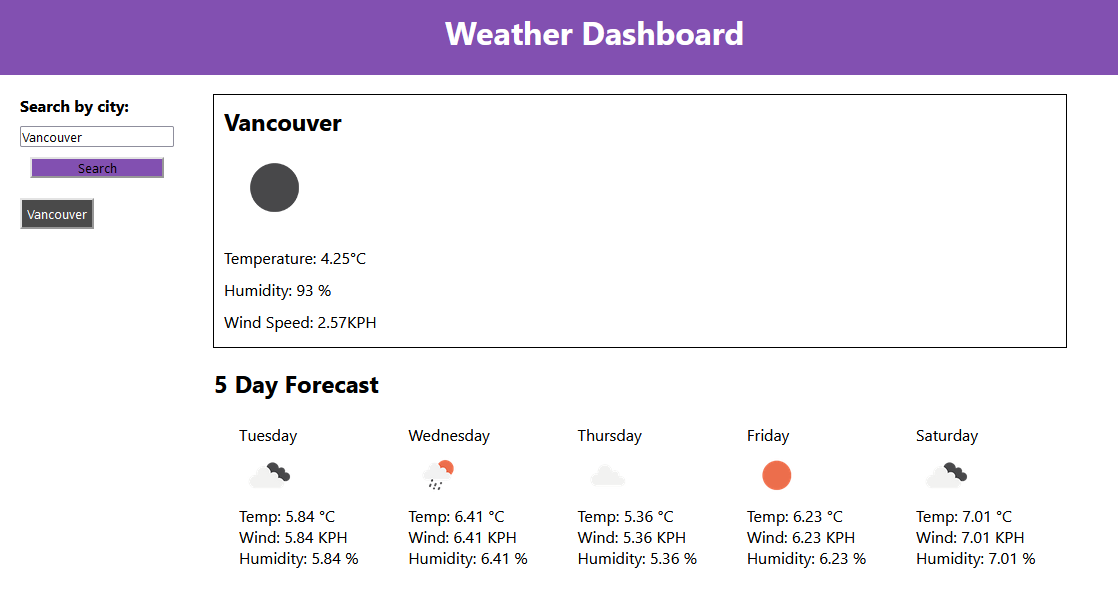 Weather Dashboard
Search by city:
Vancouver
Search
Vancouver
Vancouver
Temperature: 4.25°C
Humidity: 93 %
Wind Speed: 2.57KPH
5 Day Forecast
Tuesday
Temp: 5.84 °C
Wind: 5.84 KPH
Humidity: 5.84 %
Wednesday
Temp: 6.41 °C
Wind: 6.41 KPH
Humidity: 6.41 %
Thursday
Temp: 5.36 °C
Wind: 5.36 KPH
Humidity: 5.36 %
Friday
Temp: 6.23 °C
Wind: 6.23 KPH
Humidity: 6.23 %
Saturday
Temp: 7.01 °C
Wind: 7.01 KPH
Humidity: 7.01 %